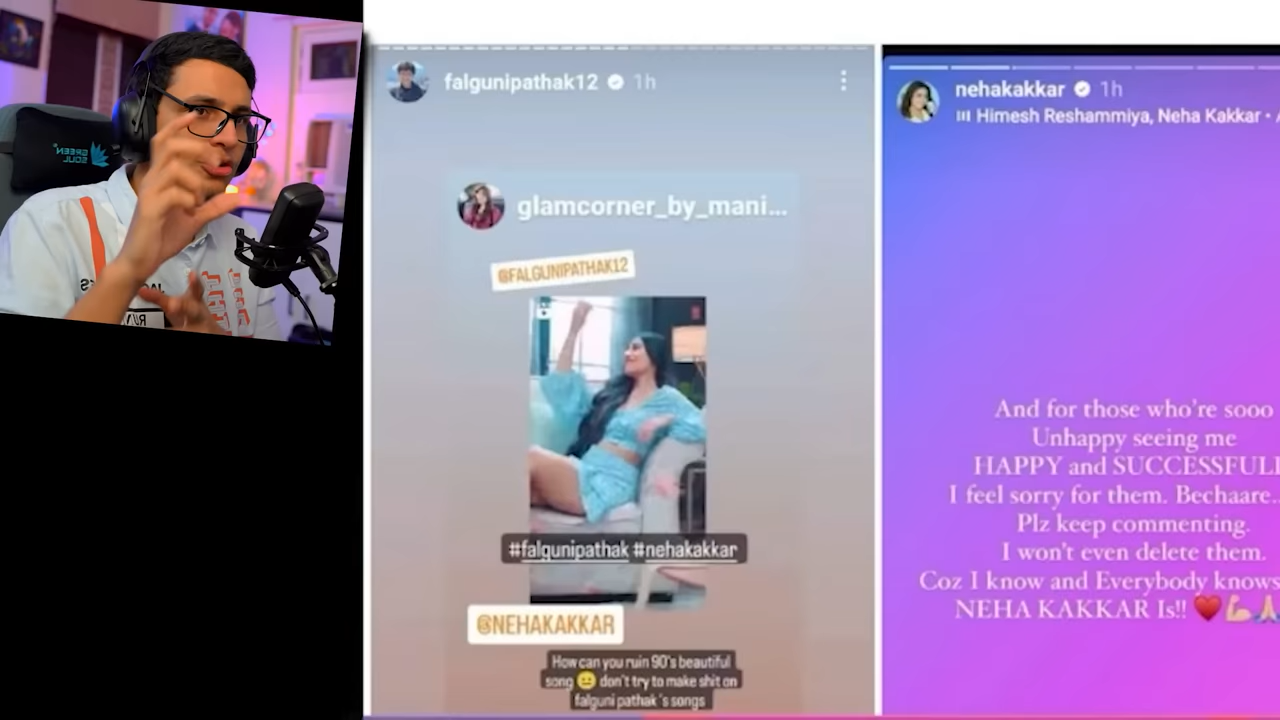 GREEN
SOUL
falgunipathak12 1h
glamcorner_by_mani...
@FALGUNIPATHAK12
#falgunipathak #nehakakkar
@NEHAKAKKAR
How can you ruin 90's beautiful
song 😐 don't try to make shit on
falguni pathak 's songs
nehakakkar 1h
Himesh Reshammiya, Neha Kakkar •
And for those who're sooo
Unhappy seeing me
HAPPY and SUCCESSFULL
I feel sorry for them. Bechaare..
Plz keep commenting.
I won't even delete them.
Coz I know and Everybody knows
NEHA KAKKAR Is!! ❤️💪🙏